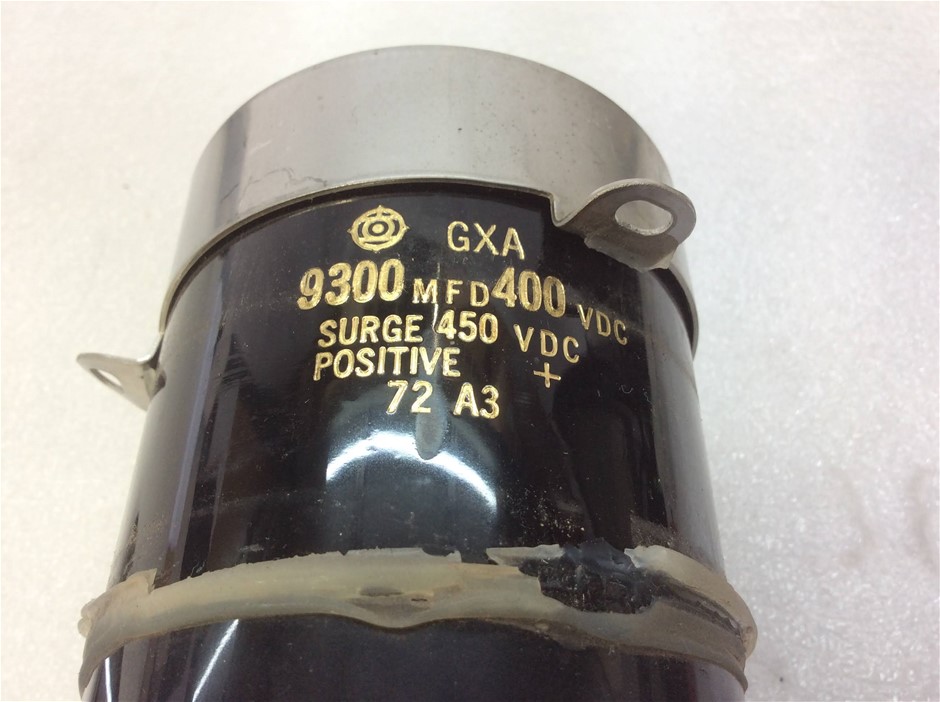 GXA
9300 MFD 400 VDC
SURGE 450 VDC
POSITIVE +
72 A3